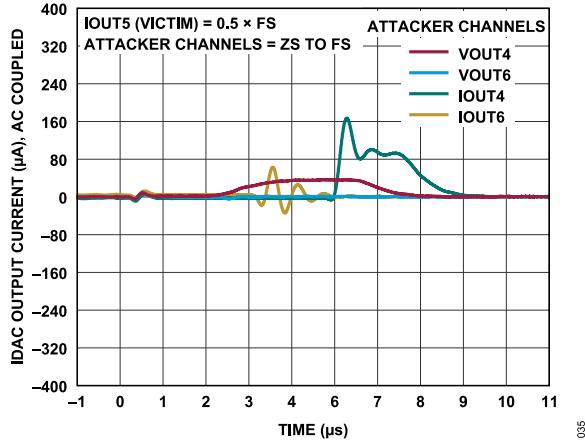 IOUT5 (VICTIM) = 0.5 × FS
ATTACKER CHANNELS = ZS TO FS
ATTACKER CHANNELS
VOUT4
VOUT6
IOUT4
IOUT6
IDAC OUTPUT CURRENT (µA), AC COUPLED
400
320
240
160
80
0
–80
–160
–240
–320
–400
–1 0 1 2 3 4 5 6 7 8 9 10 11
TIME (µs)
035